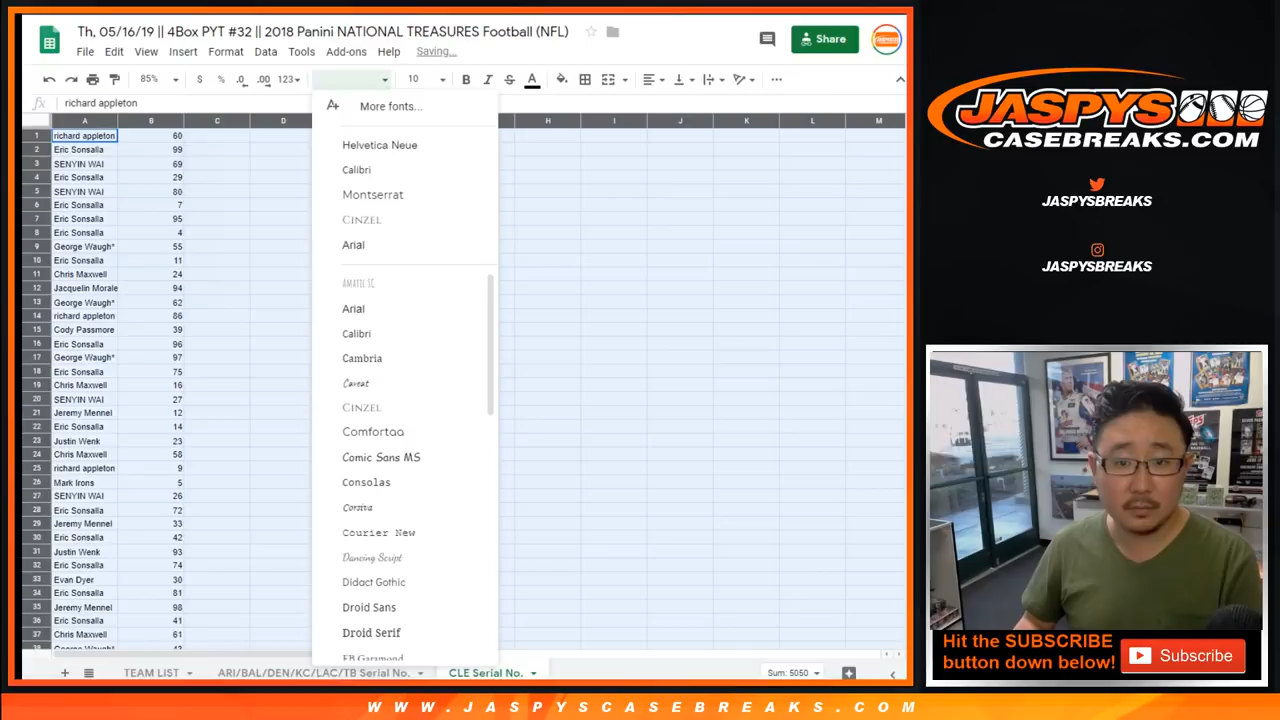 Th, 05/16/19 || 4Box PYT #32 || 2018 Panini NATIONAL TREASURES Football (NFL)
File Edit View Insert Format Data Tools Add-ons Help Saving...
Share
85% $ % .0 .00 123 10 B I S A
fx richard appleton
More fonts...
Helvetica Neue
Calibri
Montserrat
CINZEL
Arial
AMATIC SC
Arial
Calibri
Cambria
Caveat
CINZEL
Comfortaa
Comic Sans MS
Consolas
Corsiva
Courier New
Dancing Script
Didact Gothic
Droid Sans
Droid Serif
EB Garamond
A B C D H I J K L M
1 richard appleton 60
2 Eric Sonsalla 99
3 SENYIN WAI 69
4 Eric Sonsalla 29
5 SENYIN WAI 80
6 Eric Sonsalla 7
7 Eric Sonsalla 95
8 Eric Sonsalla 4
9 George Waugh* 55
10 Eric Sonsalla 11
11 Chris Maxwell 24
12 Jacquelin Morale 94
13 George Waugh* 62
14 richard appleton 86
15 Cody Passmore 39
16 Eric Sonsalla 96
17 George Waugh* 97
18 Eric Sonsalla 75
19 Chris Maxwell 16
20 SENYIN WAI 27
21 Jeremy Mennel 12
22 Eric Sonsalla 14
23 Justin Wenk 23
24 Chris Maxwell 58
25 richard appleton 9
26 Mark Irons 5
27 SENYIN WAI 26
28 Eric Sonsalla 72
29 Jeremy Mennel 33
30 Eric Sonsalla 42
31 Justin Wenk 93
32 Eric Sonsalla 74
33 Evan Dyer 30
34 Eric Sonsalla 81
35 Jeremy Mennel 98
36 Eric Sonsalla 41
37 Chris Maxwell 61
38 George Waugh* 43
TEAM LIST ARI/BAL/DEN/KC/LAC/TB Serial No. CLE Serial No. Sum: 5050
JASPYS
CASEBREAKS.COM
JASPYSBREAKS
JASPYSBREAKS
Hit the SUBSCRIBE
button down below!
Subscribe
WWW.JASPYSCASEBREAKS.COM